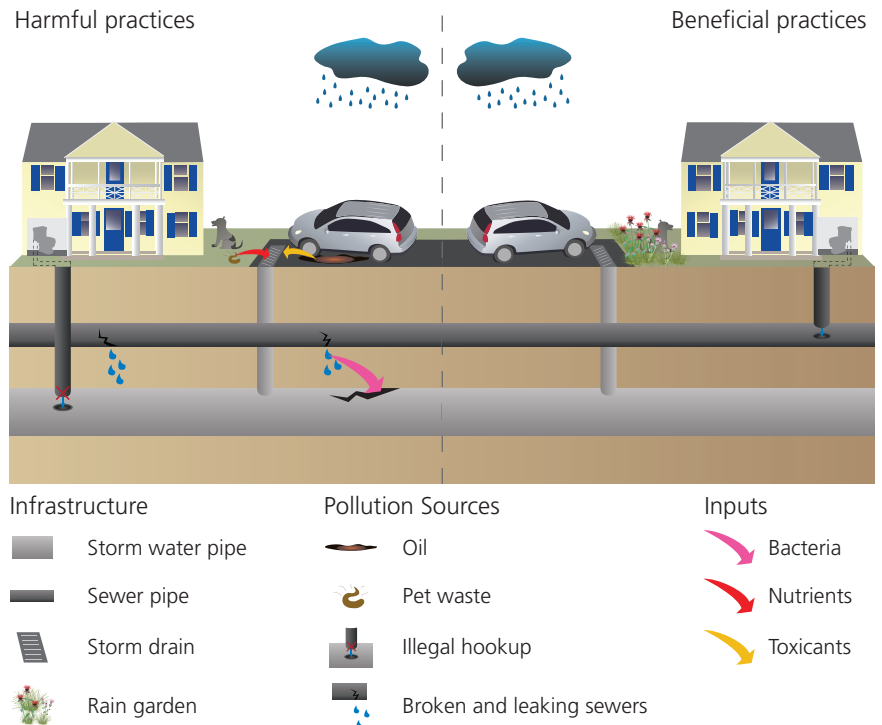 Harmful practices
Beneficial practices
Infrastructure
Storm water pipe
Sewer pipe
Storm drain
Rain garden
Pollution Sources
Oil
Pet waste
Illegal hookup
Broken and leaking sewers
Inputs
Bacteria
Nutrients
Toxicants